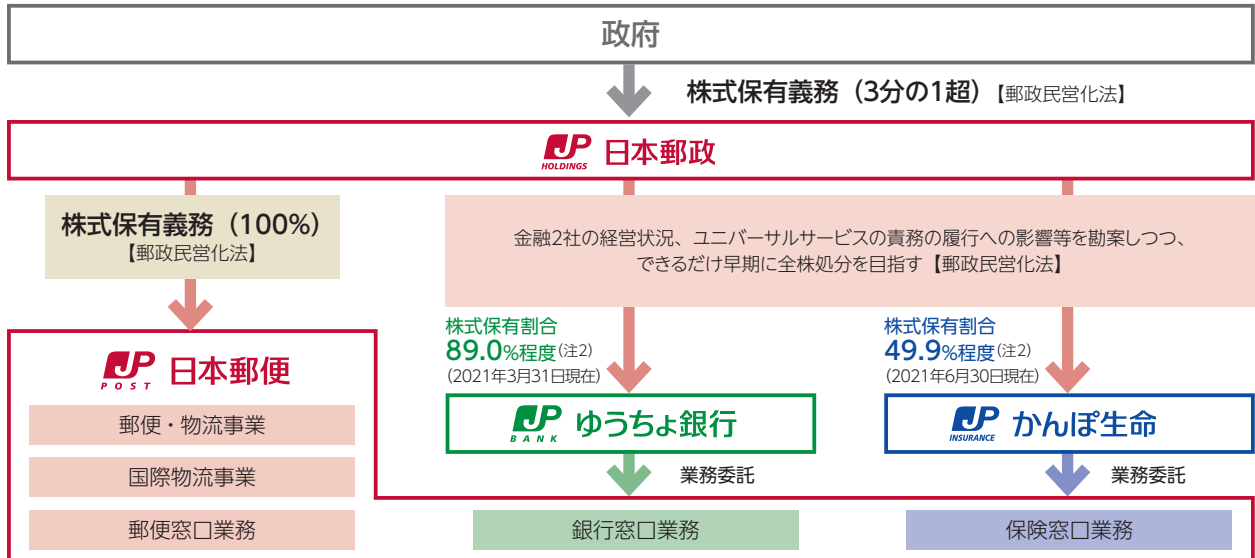 政府
株式保有義務（3分の1超）【郵政民営化法】
JP HOLDINGS 日本郵政
株式保有義務（100%）
【郵政民営化法】
金融2社の経営状況、ユニバーサルサービスの責務の履行への影響等を勘案しつつ、
できるだけ早期に全株処分を目指す【郵政民営化法】
株式保有割合
89.0%程度(注2)
（2021年3月31日現在）
株式保有割合
49.9%程度(注2)
（2021年6月30日現在）
JP POST 日本郵便
郵便・物流事業
国際物流事業
郵便窓口業務
JP BANK ゆうちょ銀行
業務委託
銀行窓口業務
JP INSURANCE かんぽ生命
業務委託
保険窓口業務